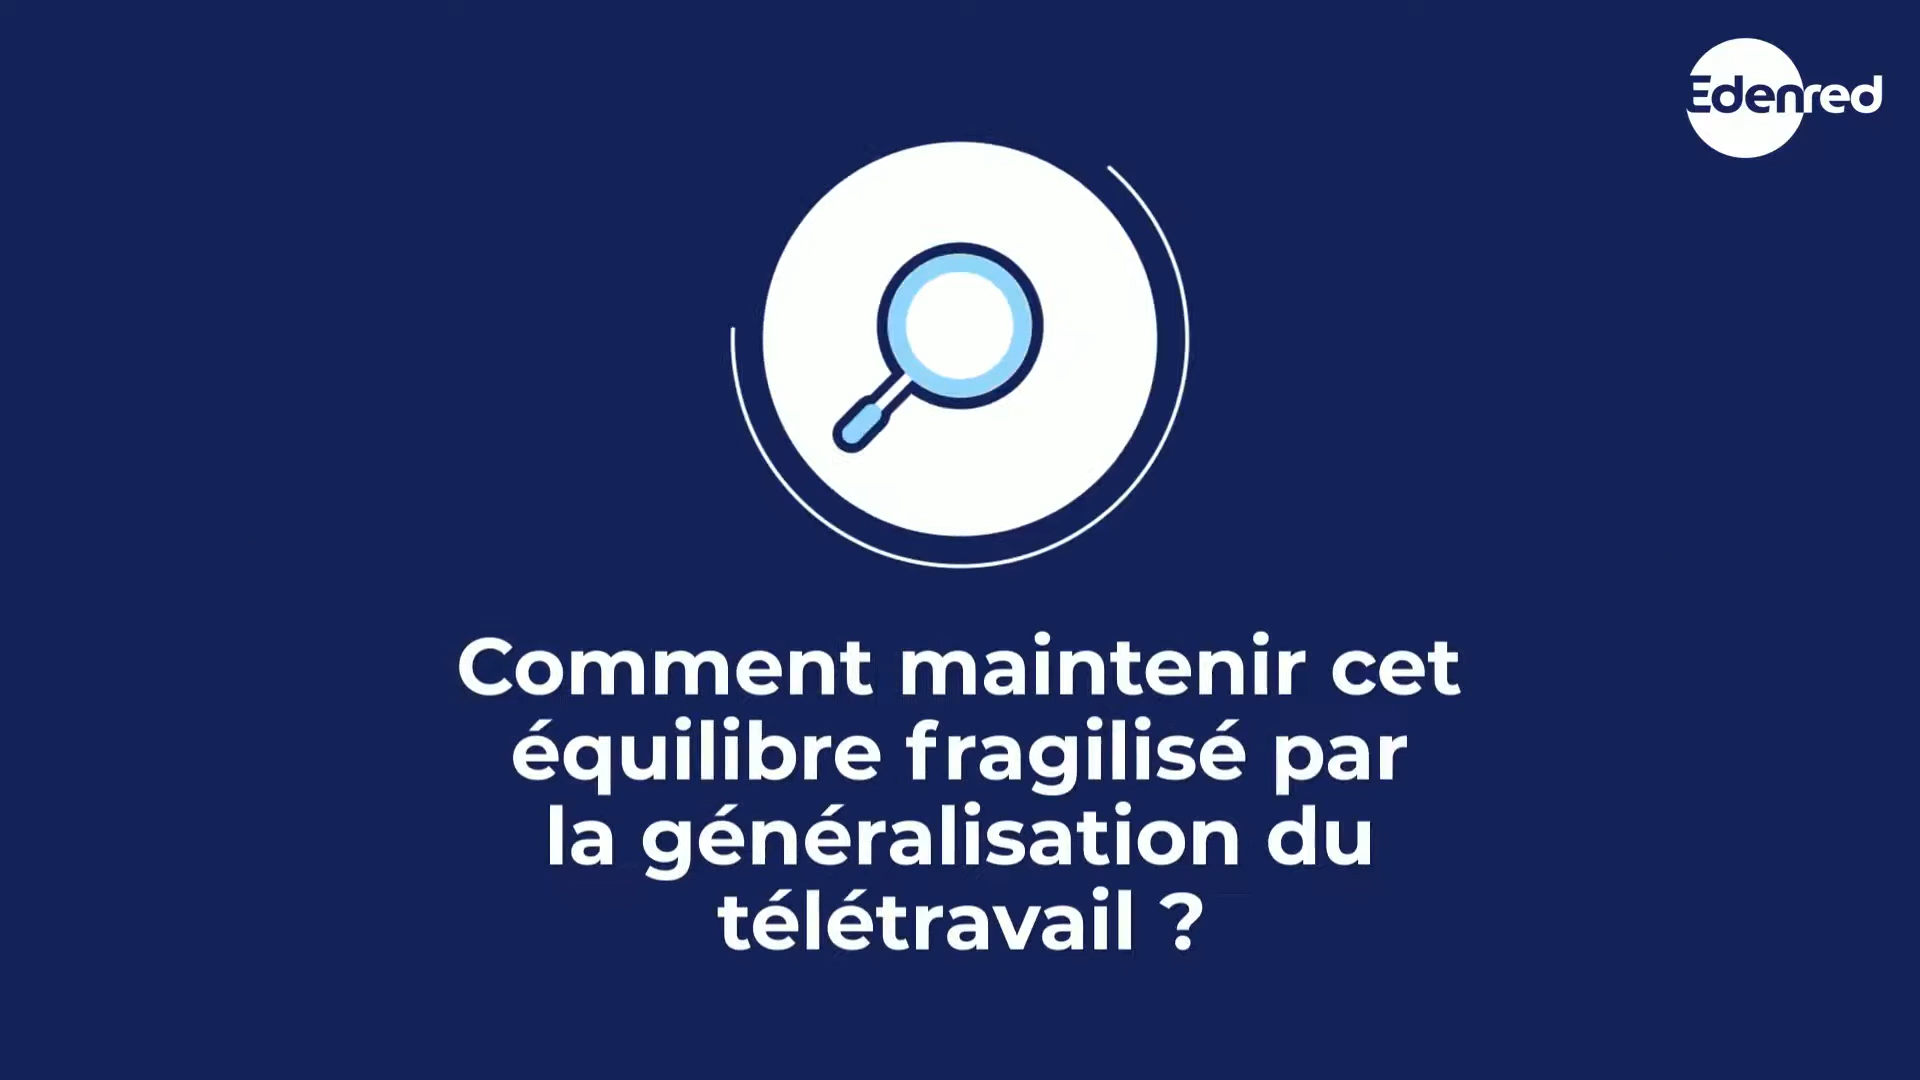 Edenred
Comment maintenir cet
équilibre fragilisé par
la généralisation du
télétravail ?